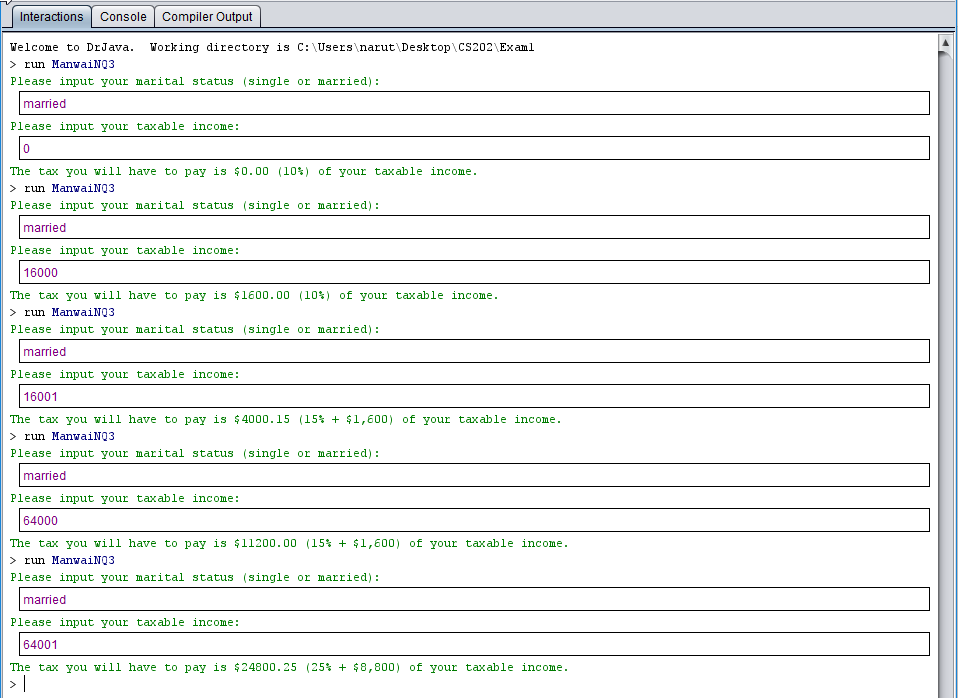 Interactions Console Compiler Output
Welcome to DrJava.  Working directory is C:\Users\narut\Desktop\CS202\Exam1
> run ManwaiNQ3
Please input your marital status (single or married):
married
Please input your taxable income:
0
The tax you will have to pay is $0.00 (10%) of your taxable income.
> run ManwaiNQ3
Please input your marital status (single or married):
married
Please input your taxable income:
16000
The tax you will have to pay is $1600.00 (10%) of your taxable income.
> run ManwaiNQ3
Please input your marital status (single or married):
married
Please input your taxable income:
16001
The tax you will have to pay is $4000.15 (15% + $1,600) of your taxable income.
> run ManwaiNQ3
Please input your marital status (single or married):
married
Please input your taxable income:
64000
The tax you will have to pay is $11200.00 (15% + $1,600) of your taxable income.
> run ManwaiNQ3
Please input your marital status (single or married):
married
Please input your taxable income:
64001
The tax you will have to pay is $24800.25 (25% + $8,800) of your taxable income.
>